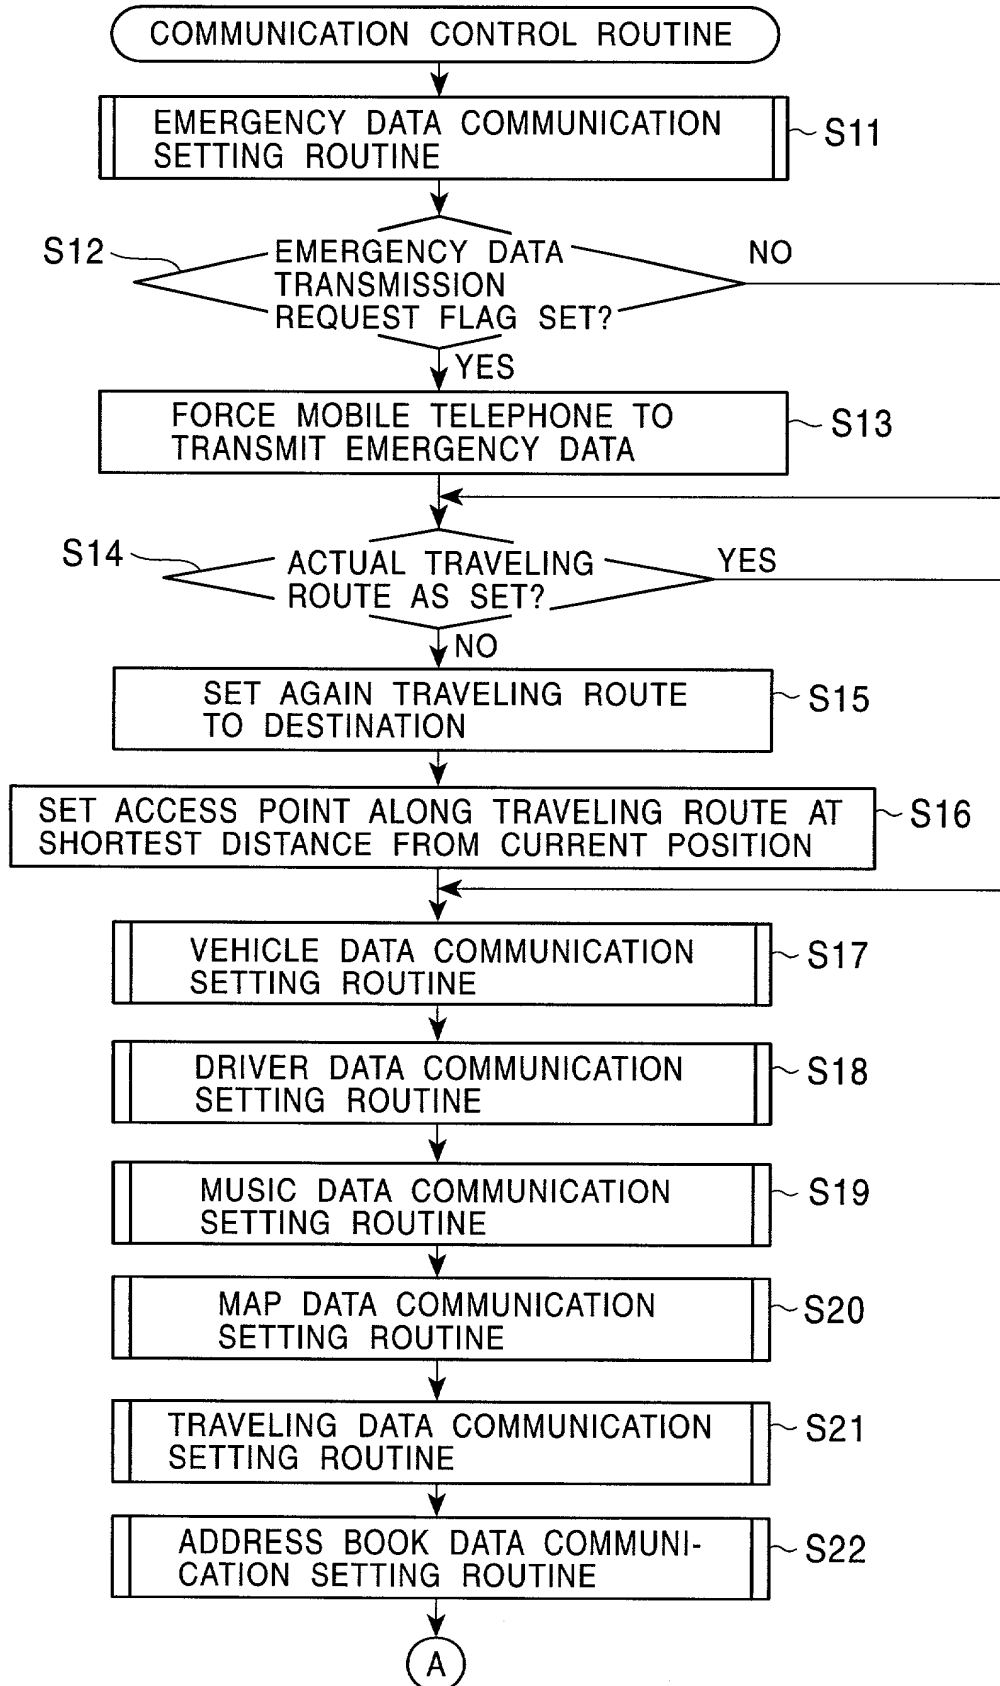 COMMUNICATION CONTROL ROUTINE
EMERGENCY DATA COMMUNICATION
SETTING ROUTINE
S11
S12
EMERGENCY DATA
TRANSMISSION
REQUEST FLAG SET?
NO
YES
FORCE MOBILE TELEPHONE TO
TRANSMIT EMERGENCY DATA
S13
S14
ACTUAL TRAVELING
ROUTE AS SET?
YES
NO
SET AGAIN TRAVELING ROUTE
TO DESTINATION
S15
SET ACCESS POINT ALONG TRAVELING ROUTE AT
SHORTEST DISTANCE FROM CURRENT POSITION
S16
VEHICLE DATA COMMUNICATION
SETTING ROUTINE
S17
DRIVER DATA COMMUNICATION
SETTING ROUTINE
S18
MUSIC DATA COMMUNICATION
SETTING ROUTINE
S19
MAP DATA COMMUNICATION
SETTING ROUTINE
S20
TRAVELING DATA COMMUNICATION
SETTING ROUTINE
S21
ADDRESS BOOK DATA COMMUNI-
CATION SETTING ROUTINE
S22
A